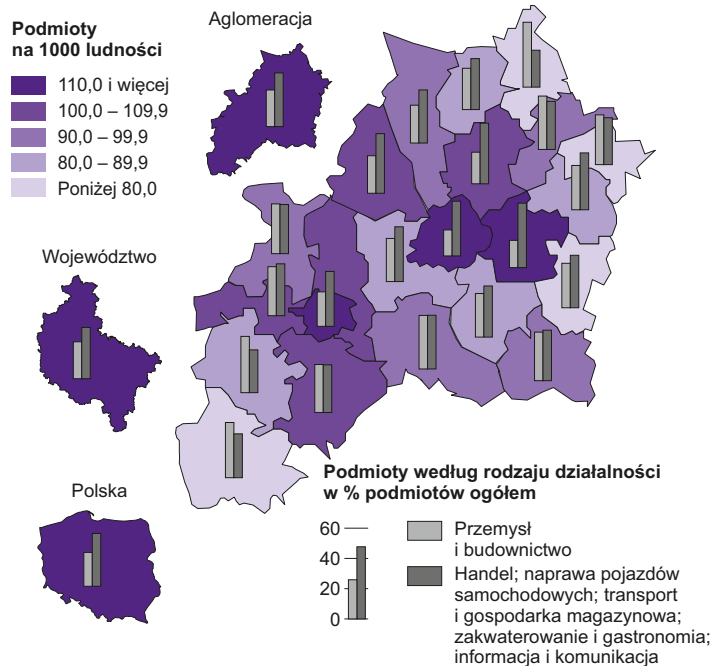 Aglomeracja
Podmioty
na 1000 ludności
110,0 i więcej
100,0 – 109,9
90,0 – 99,9
80,0 – 89,9
Poniżej 80,0
Województwo
Polska
Podmioty według rodzaju działalności
w % podmiotów ogółem
60
40
20
0
Przemysł
i budownictwo
Handel; naprawa pojazdów
samochodowych; transport
i gospodarka magazynowa;
zakwaterowanie i gastronomia;
informacja i komunikacja